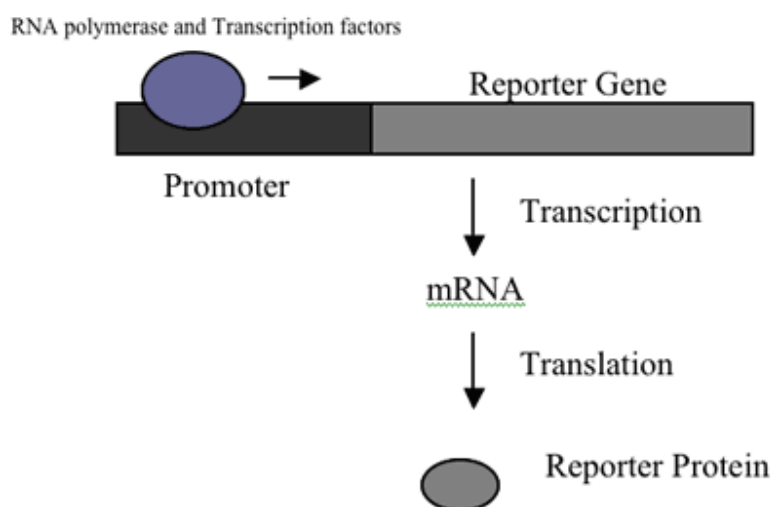 RNA polymerase and Transcription factors
Reporter Gene
Promoter
Transcription
mRNA
Translation
Reporter Protein